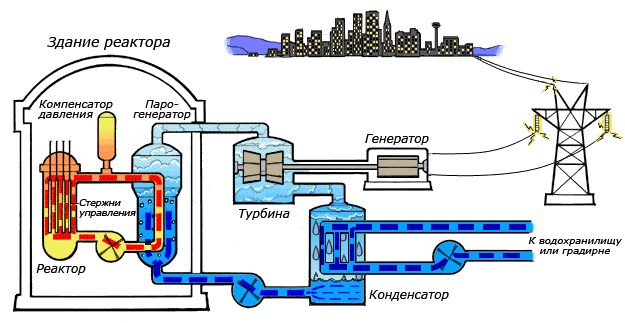 Здание реактора
Компенсатор
давления
Паро-
генератор
Стержни
управления
Реактор
Турбина
Генератор
Конденсатор
К водохранилищу
или градирне